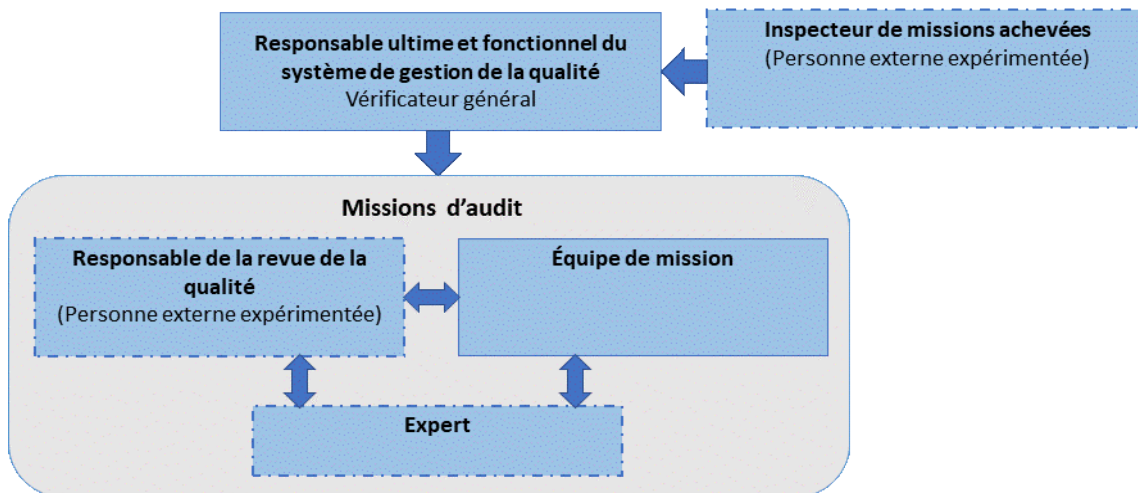 Responsable ultime et fonctionnel du
système de gestion de la qualité
Vérificateur général
Inspecteur de missions achevées
(Personne externe expérimentée)
Missions d’audit
Responsable de la revue de la
qualité
(Personne externe expérimentée)
Équipe de mission
Expert